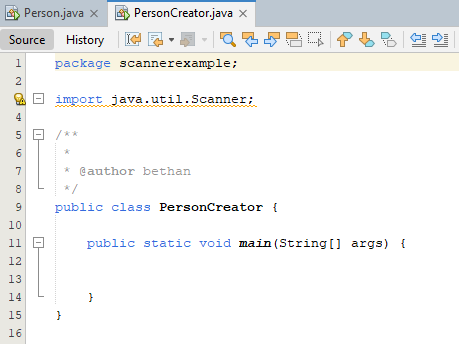 Person.java PersonCreator.java
Source History
1 package scannerexample;
2
import java.util.Scanner;
4
5 /**
6 *
7 * @author bethan
8 */
9 public class PersonCreator {
10
11 public static void main(String[] args) {
12
13
14 }
15 }
16